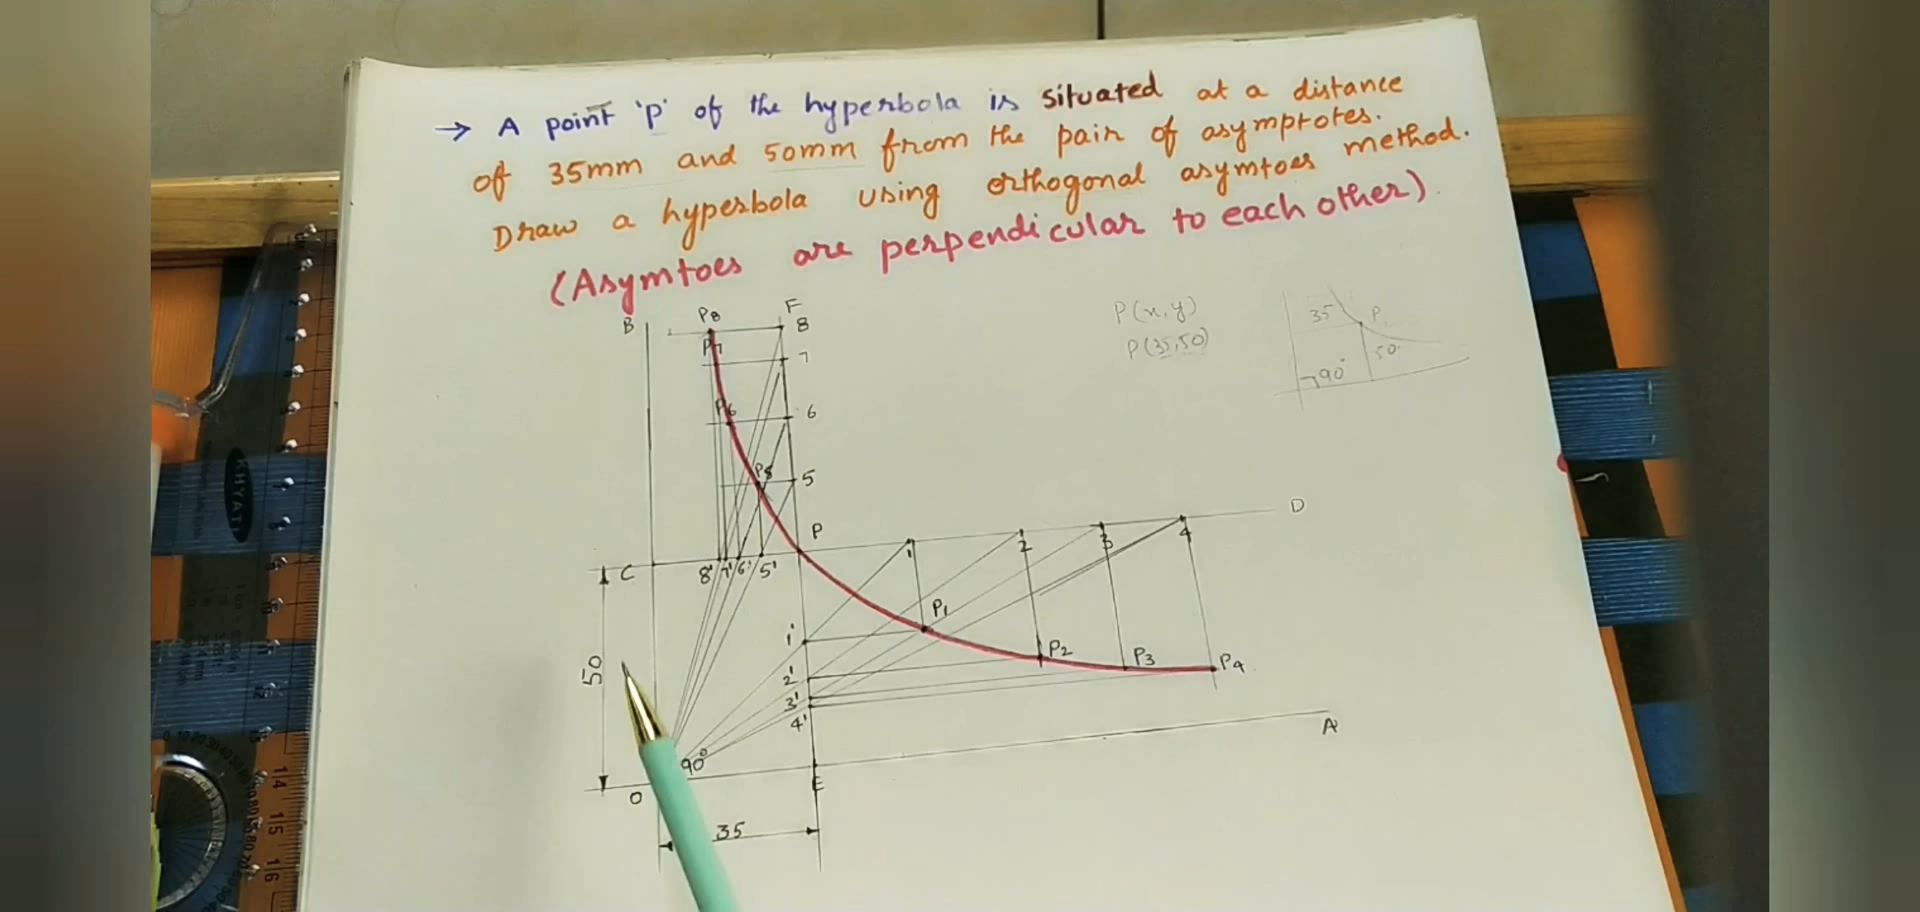 → A point 'P' of the hyperbola is situated at a distance
of 35mm and 50mm from the pair of asymptotes.
Draw a hyperbola using orthogonal asymtoes method.
(Asymtoes are perpendicular to each other)
P(x,y)
P(35,50)
35
P
50
90°
B
P8
F
8
P7
7
P6
6
P5
5
P
D
C
8'
7'
6'
5'
1
2
3
4
P1
1'
P2
P3
P4
2'
3'
4'
50
90°
A
O
E
35
KHYATI